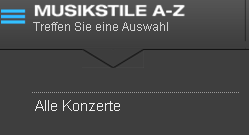 MUSIKSTILE A-Z
Treffen Sie eine Auswahl
Alle Konzerte